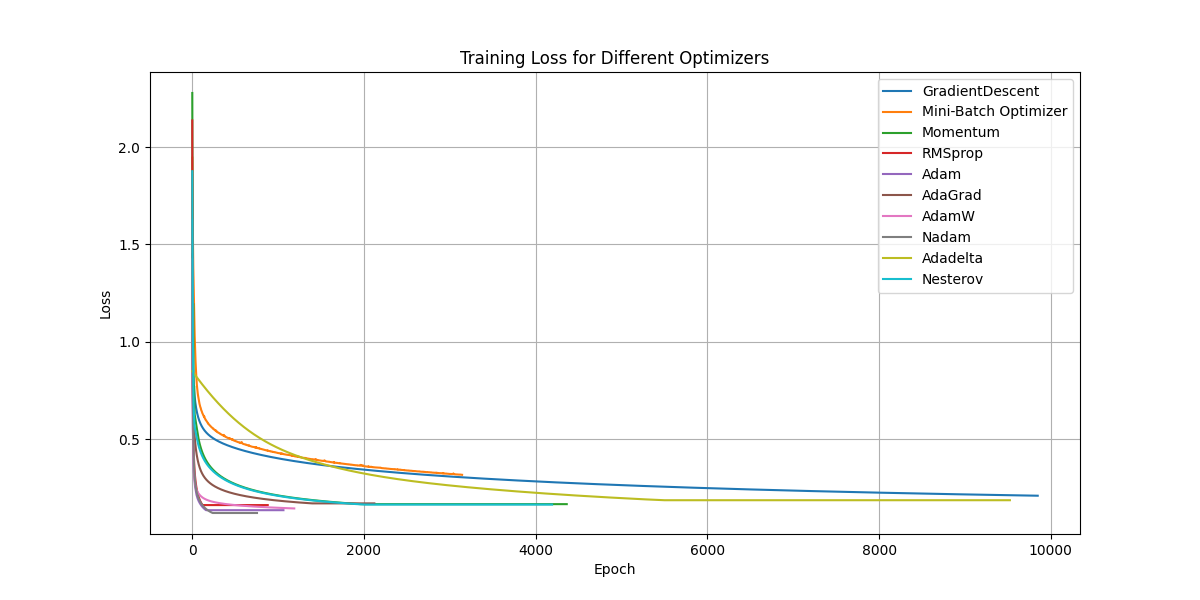 Training Loss for Different Optimizers
GradientDescent
Mini-Batch Optimizer
Momentum
RMSprop
Adam
AdaGrad
AdamW
Nadam
Adadelta
Nesterov
Loss
2.0
1.5
1.0
0.5
0 2000 4000 6000 8000 10000
Epoch